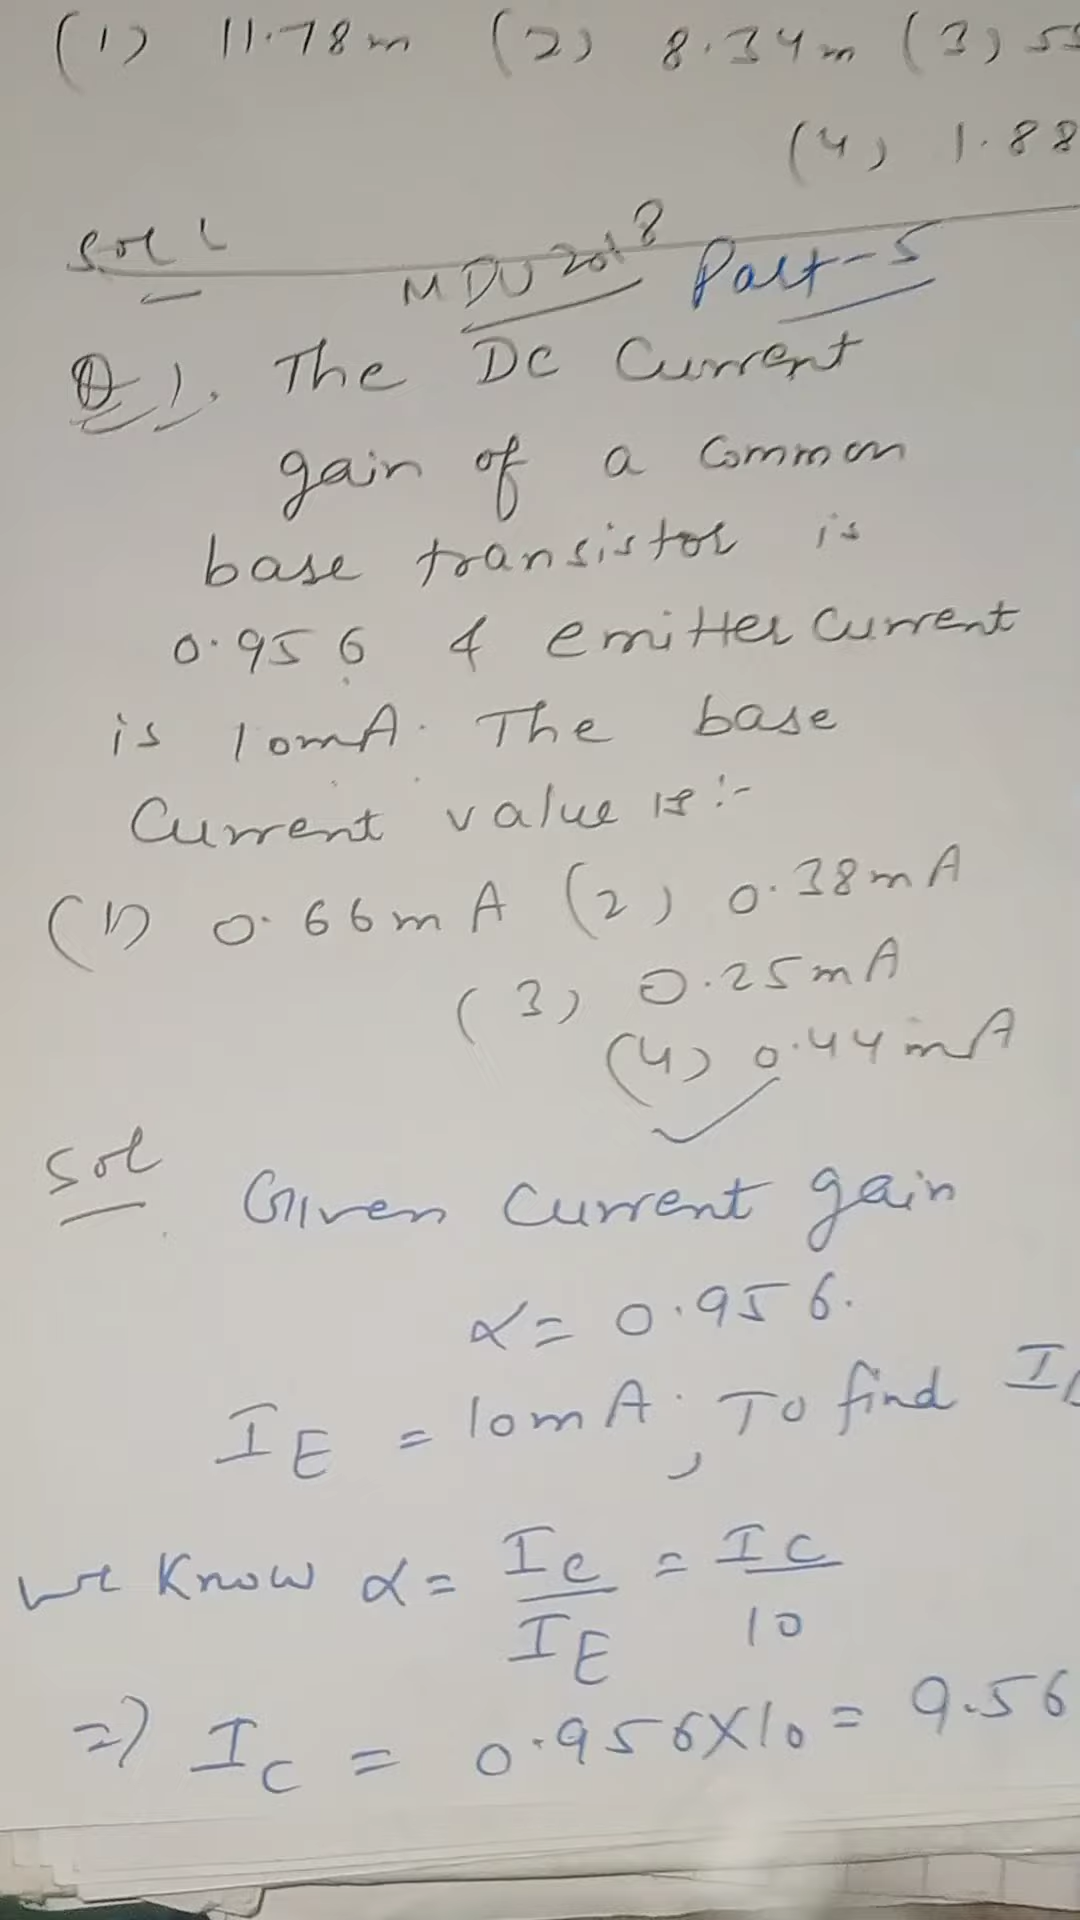 (1) 11.78m (2) 8.34m (3) 55
(4) 1.88
Sol:
MDU 2018 Part-5
Q1. The DC Current
gain of a common
base transistor is
0.956 & emitter current
is 10mA. The base
Current value is:-
(1) 0.66mA (2) 0.38mA
(3) 0.25mA
(4) 0.44mA
Sol
Given Current gain
α = 0.956.
IE = 10mA, To find I
we know α = IC/IE = IC/10
=) IC = 0.956X10 = 9.56